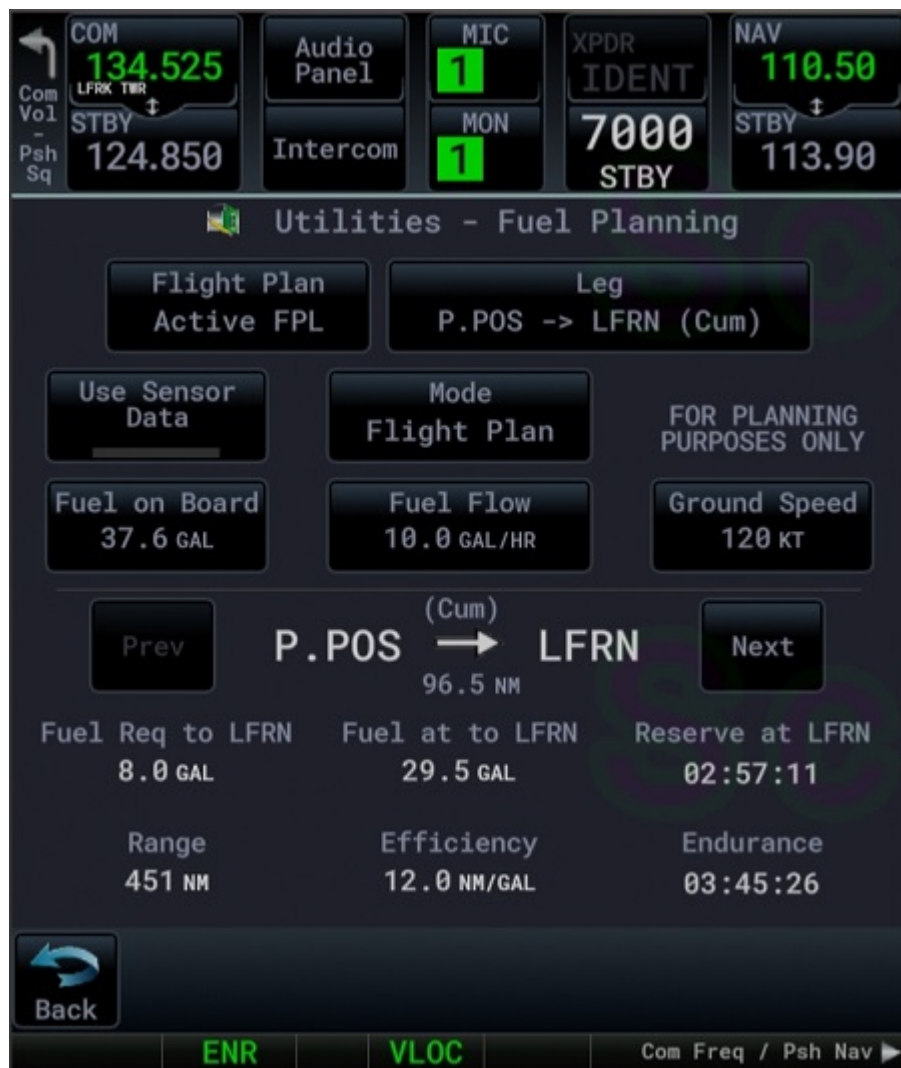 COM
134.525
LFRK TWR
STBY
124.850
Com
Vol
-
Psh
Sq
Audio
Panel
Intercom
MIC
1
MON
1
XPDR
IDENT
7000
STBY
NAV
110.50
STBY
113.90
Utilities - Fuel Planning
Flight Plan
Active FPL
Leg
P.POS -> LFRN (Cum)
Use Sensor
Data
Mode
Flight Plan
FOR PLANNING
PURPOSES ONLY
Fuel on Board
37.6 GAL
Fuel Flow
10.0 GAL/HR
Ground Speed
120 KT
Prev
(Cum)
P.POS → LFRN
96.5 NM
Next
Fuel Req to LFRN
8.0 GAL
Fuel at to LFRN
29.5 GAL
Reserve at LFRN
02:57:11
Range
451 NM
Efficiency
12.0 NM/GAL
Endurance
03:45:26
Back
ENR VLOC Com Freq / Psh Nav